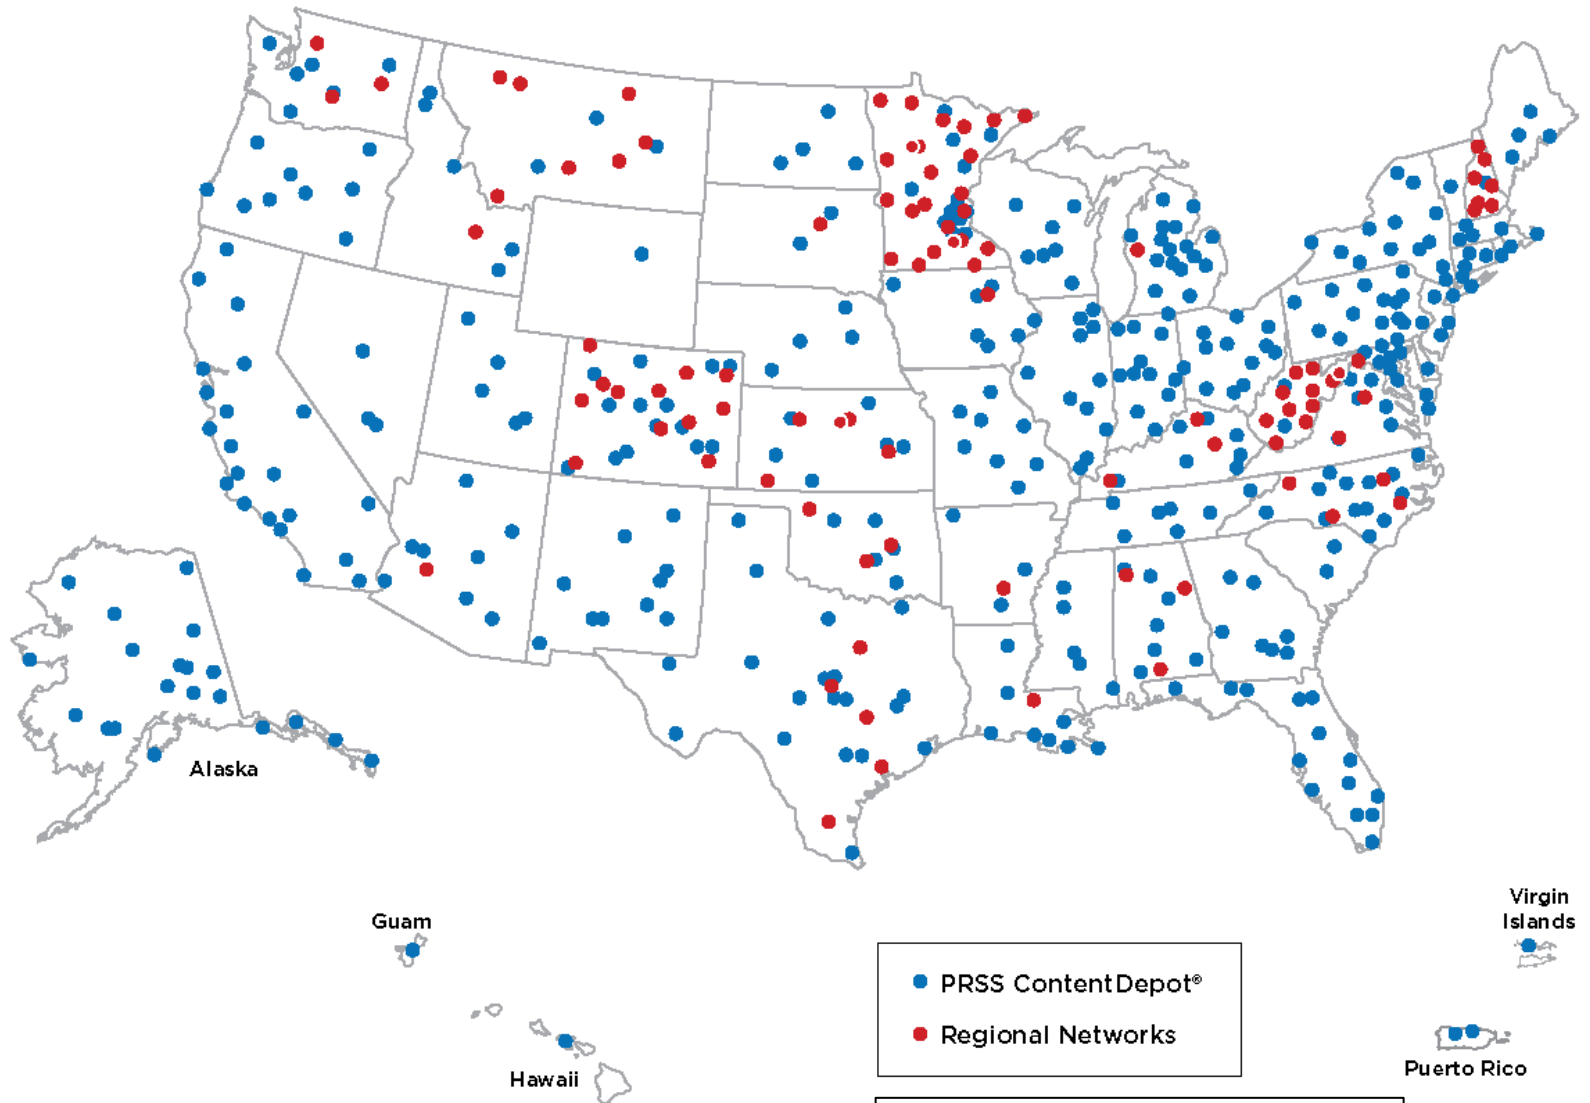 Alaska
Guam
Hawaii
PRSS ContentDepot®
Regional Networks
Virgin
Islands
Puerto Rico